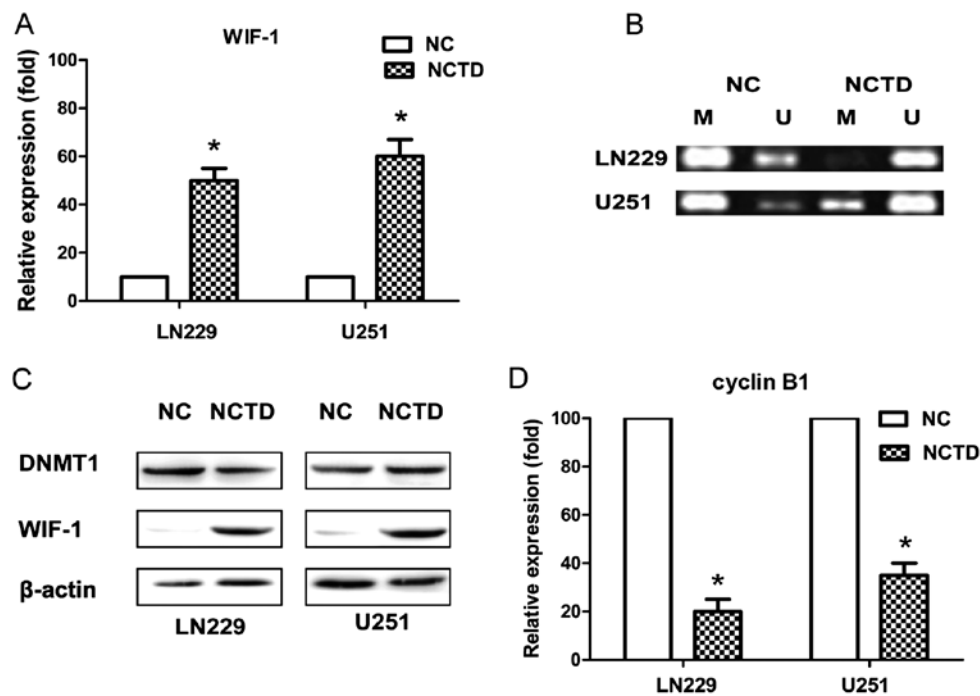 A
WIF-1
NC
NCTD
Relative expression (fold)
100
80
60
40
20
0
*
*
LN229
U251
B
NC NCTD
M U M U
LN229
U251
C
NC NCTD NC NCTD
DNMT1
WIF-1
β-actin
LN229 U251
D
cyclin B1
NC
NCTD
Relative expression (fold)
100
80
60
40
20
0
*
*
LN229
U251